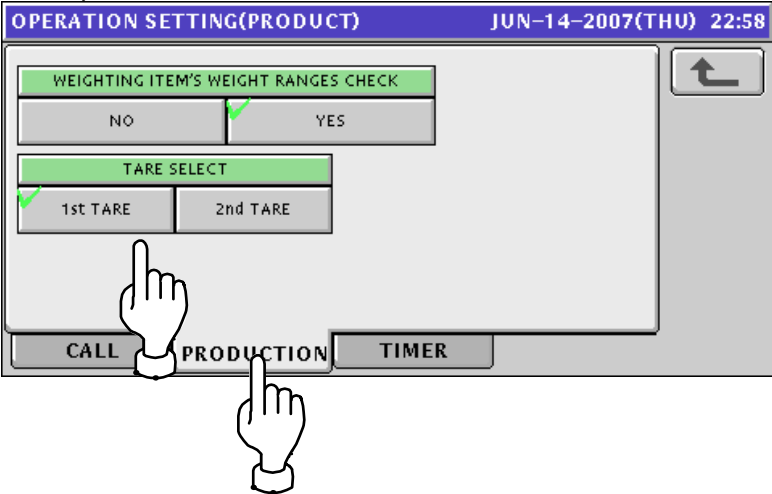 OPERATION SETTING(PRODUCT) JUN-14-2007(THU) 22:58
WEIGHTING ITEM'S WEIGHT RANGES CHECK
NO YES
TARE SELECT
1st TARE 2nd TARE
CALL PRODUCTION TIMER